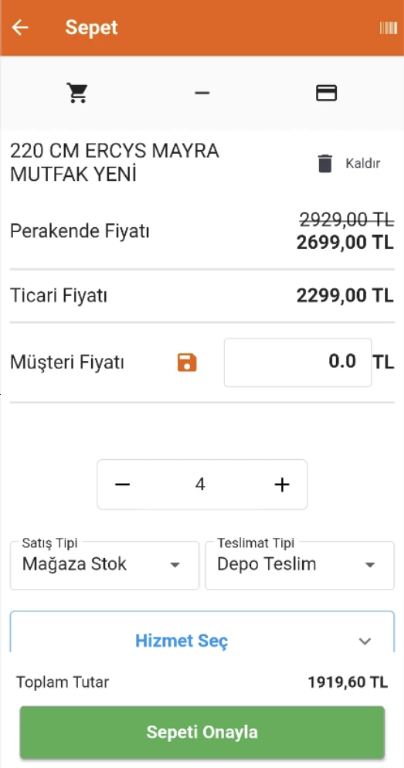 Sepet
220 CM ERCYS MAYRA
MUTFAK YENİ
Kaldır
2929,00 TL
Perakende Fiyatı
2699,00 TL
Ticari Fiyatı 2299,00 TL
Müşteri Fiyatı 0.0 TL
4
Satış Tipi Teslimat Tipi
Mağaza Stok Depo Teslim
Hizmet Seç
Toplam Tutar 1919,60 TL
Sepeti Onayla